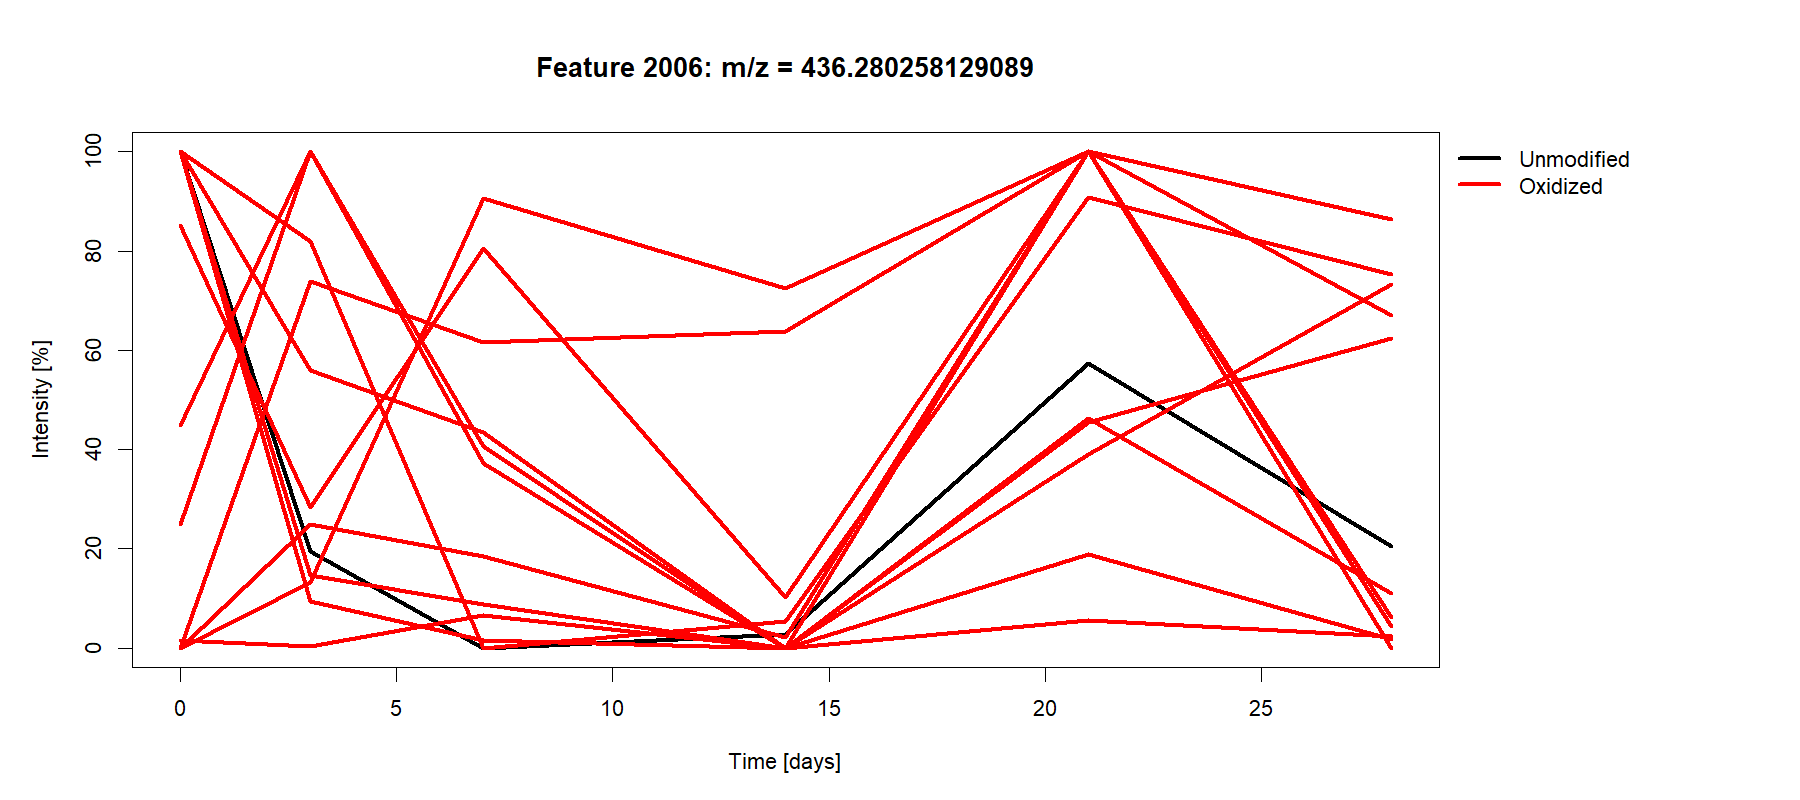 Feature 2006: m/z = 436.280258129089
Unmodified
Oxidized
Intensity [%]
100
80
60
40
20
0
0 5 10 15 20 25
Time [days]